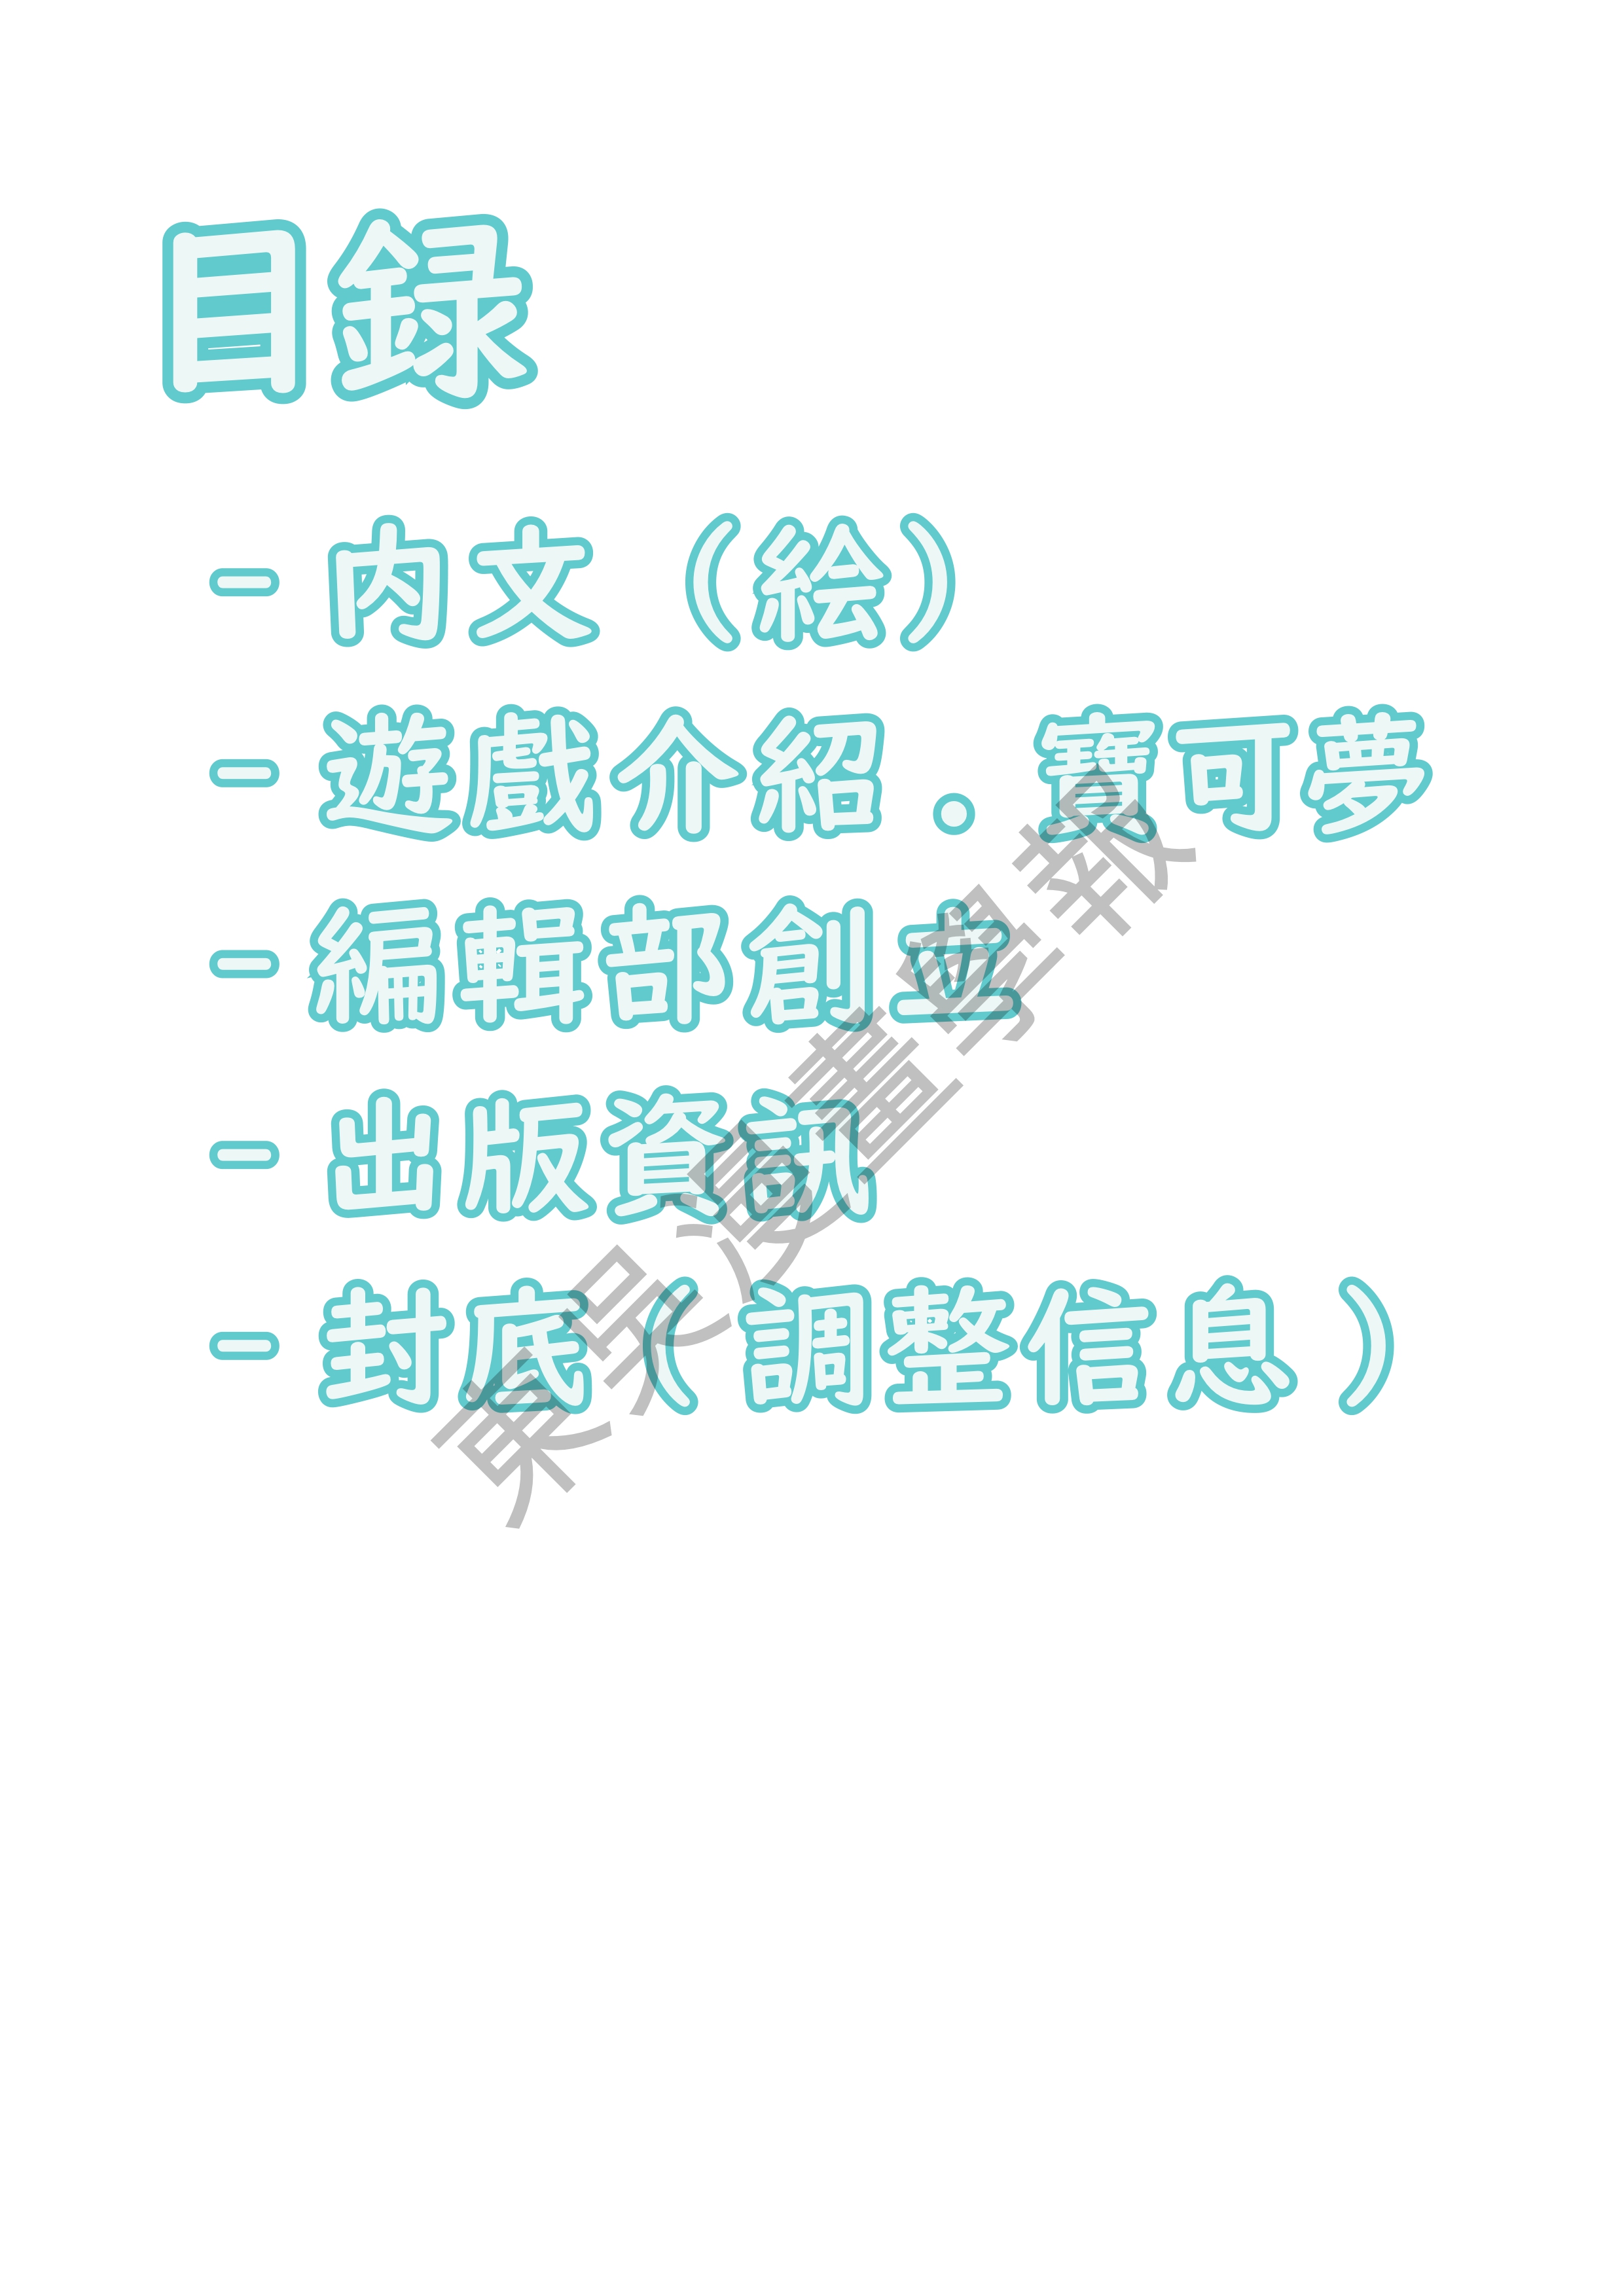 目録
- 内文 （絵）
- 遊戲介紹．寶可夢
- 編輯部創立
- 出版資訊
- 封底（ 調整信息 ）
東吳漫畫學報